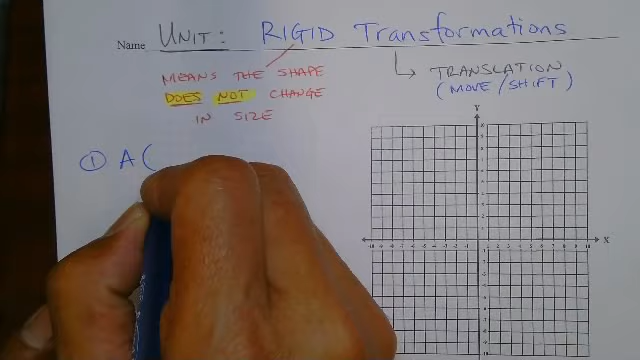 Name UNIT: RIGID Transformations
MEANS THE SHAPE
DOES NOT CHANGE
IN SIZE
TRANSLATION
(MOVE/SHIFT)
Y
① A (
X